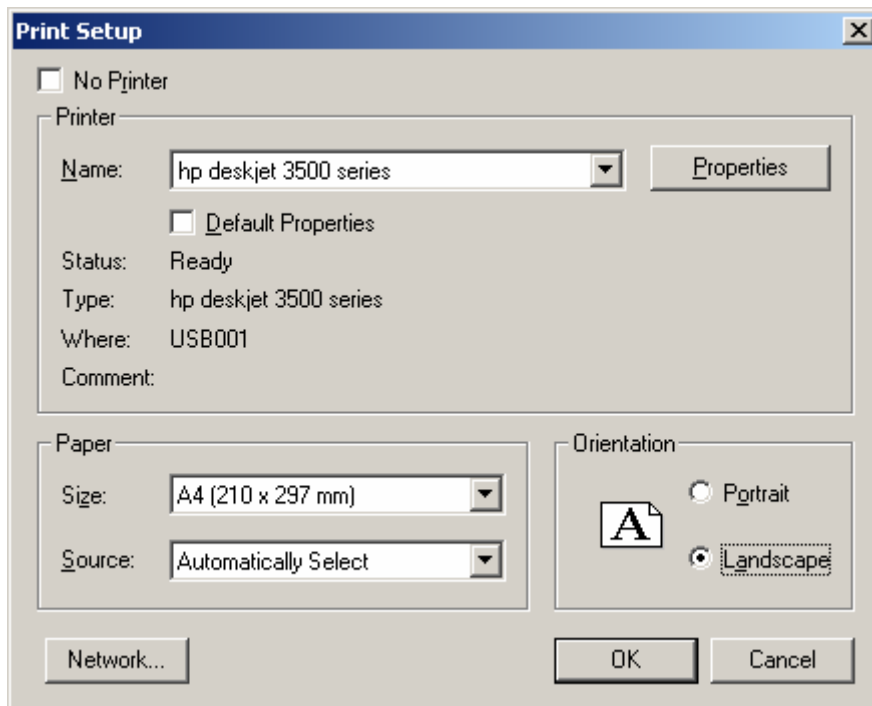 Print Setup
No Printer
Printer
Name: hp deskjet 3500 series Properties
Default Properties
Status: Ready
Type: hp deskjet 3500 series
Where: USB001
Comment:
Paper
Size: A4 (210 x 297 mm)
Source: Automatically Select
Orientation
A
Portrait
Landscape
Network... OK Cancel